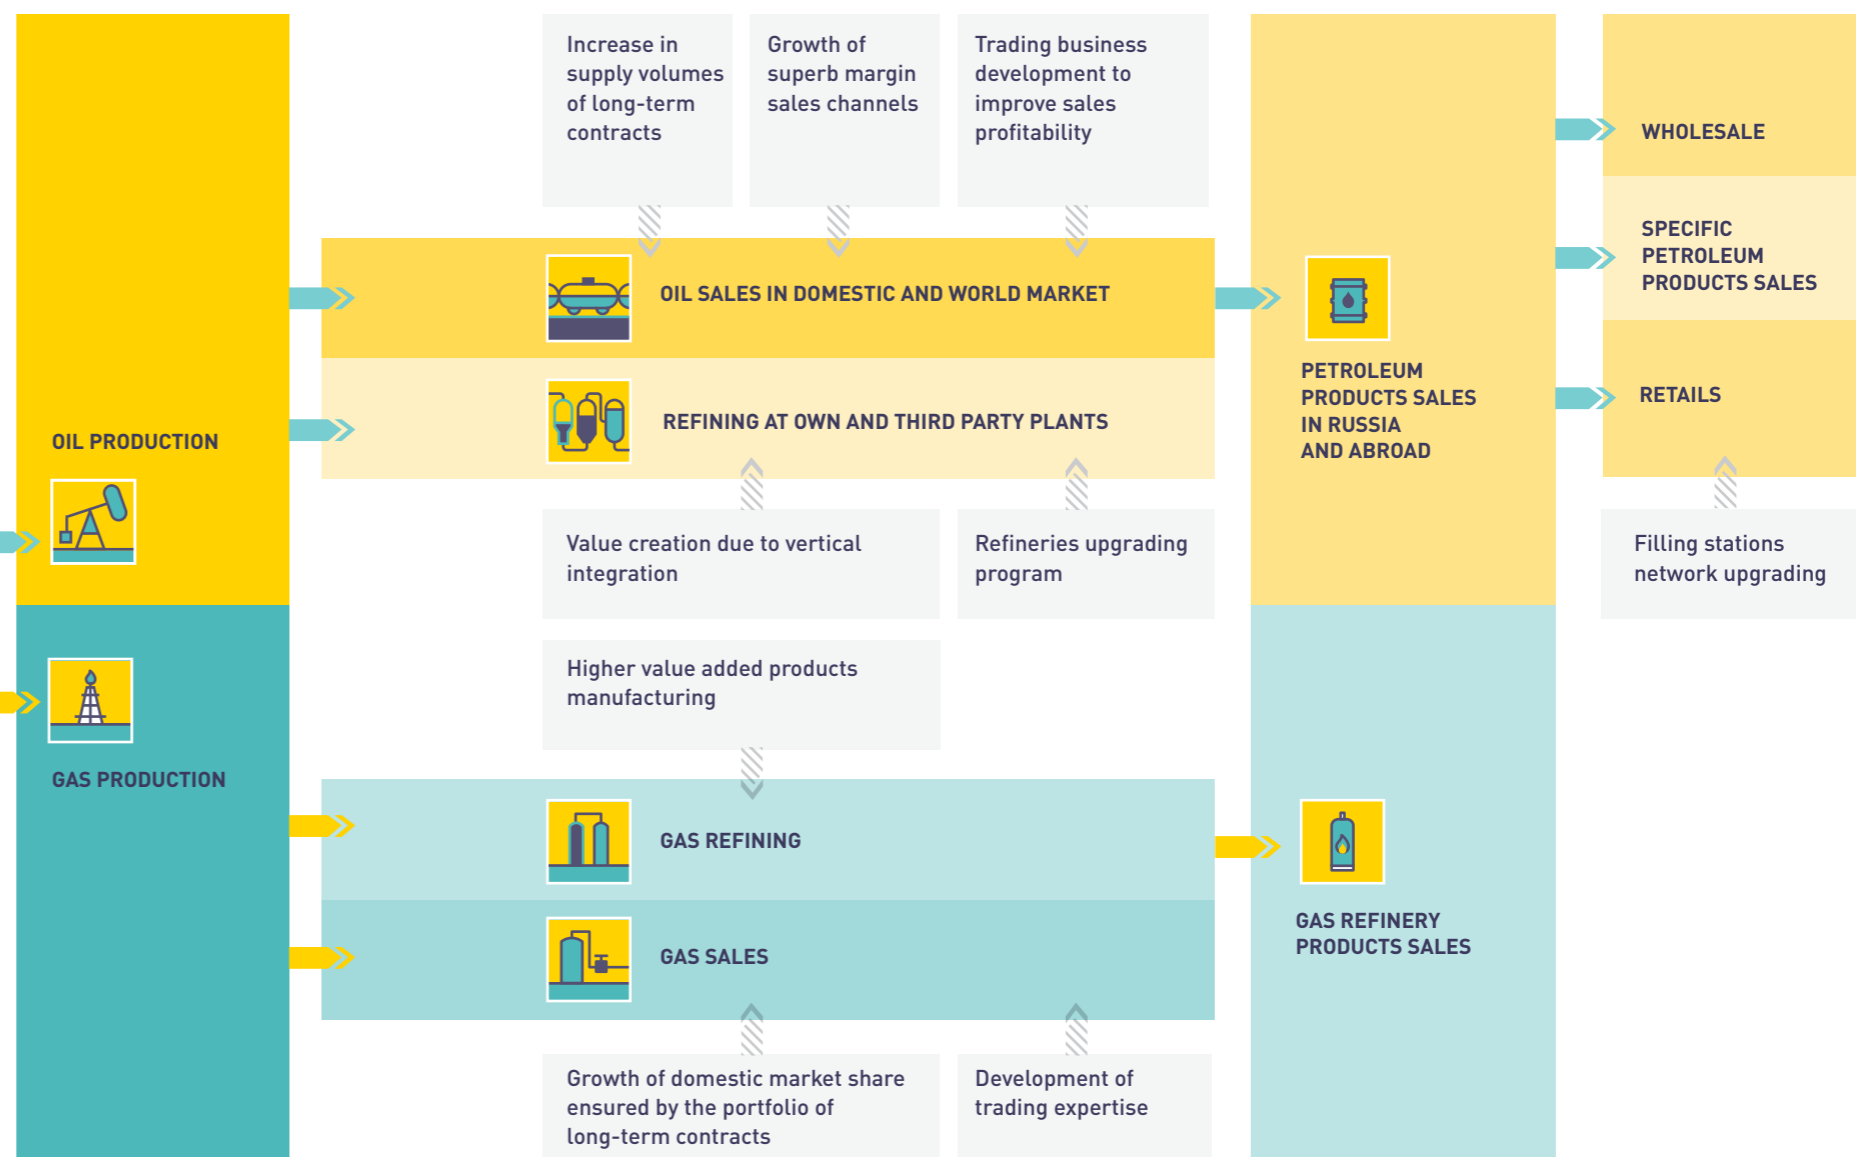 Increase in
supply volumes
of long-term
contracts
Growth of
superb margin
sales channels
Trading business
development to
improve sales
profitability
WHOLESALE
SPECIFIC
PETROLEUM
PRODUCTS SALES
RETAILS
OIL SALES IN DOMESTIC AND WORLD MARKET
REFINING AT OWN AND THIRD PARTY PLANTS
PETROLEUM
PRODUCTS SALES
IN RUSSIA
AND ABROAD
OIL PRODUCTION
Value creation due to vertical
integration
Refineries upgrading
program
Filling stations
network upgrading
Higher value added products
manufacturing
GAS PRODUCTION
GAS REFINING
GAS SALES
GAS REFINERY
PRODUCTS SALES
Growth of domestic market share
ensured by the portfolio of
long-term contracts
Development of
trading expertise